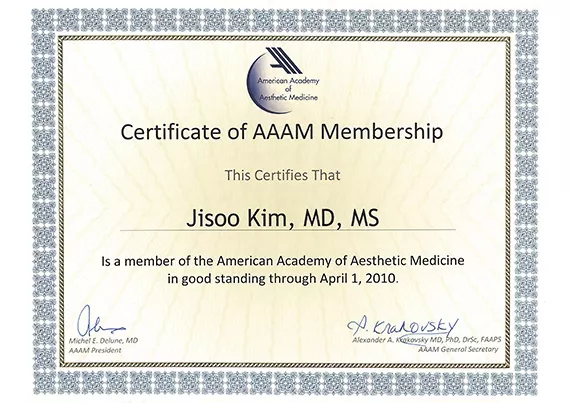 American Academy
of
Aesthetic Medicine
Certificate of AAAM Membership
This Certifies That
Jisoo Kim, MD, MS
Is a member of the American Academy of Aesthetic Medicine
in good standing through April 1, 2010.
A. Krakovsky
Michel E. Delune, MD
AAAM President
Alexander A. Krakovsky MD, PhD, DrSc, FAAPS
AAAM General Secretary